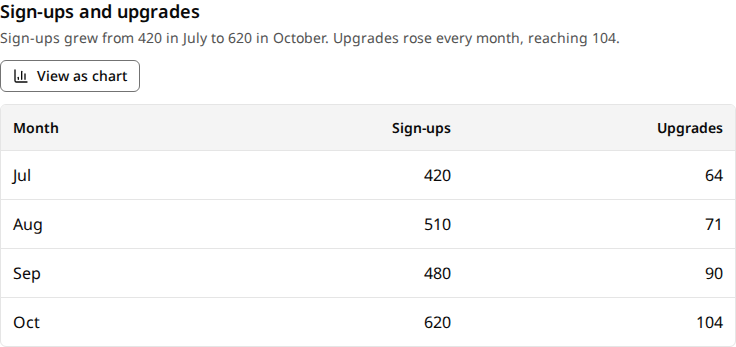 Sign-ups and upgrades
Sign-ups grew from 420 in July to 620 in October. Upgrades rose every month, reaching 104.
View as chart
Month Sign-ups Upgrades
Jul 420 64
Aug 510 71
Sep 480 90
Oct 620 104